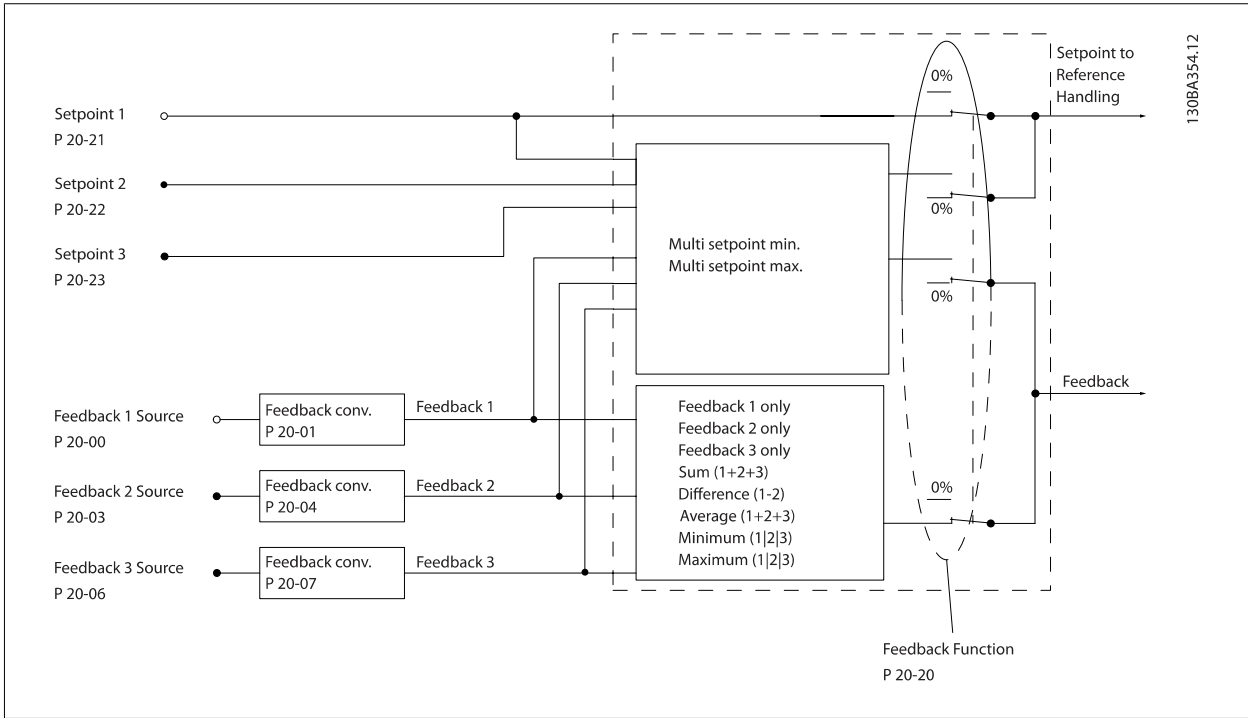 130BA354.12
Setpoint to
Reference
Handling
0%
Setpoint 1
P 20-21
Setpoint 2
P 20-22
0%
Setpoint 3
P 20-23
Multi setpoint min.
Multi setpoint max.
0%
Feedback
Feedback 1 Source
P 20-00
Feedback conv.
P 20-01
Feedback 1
Feedback 1 only
Feedback 2 only
Feedback 3 only
Sum (1+2+3)
Difference (1-2)
Average (1+2+3)
Minimum (1|2|3)
Maximum (1|2|3)
0%
Feedback 2 Source
P 20-03
Feedback conv.
P 20-04
Feedback 2
Feedback 3 Source
P 20-06
Feedback conv.
P 20-07
Feedback 3
Feedback Function
P 20-20